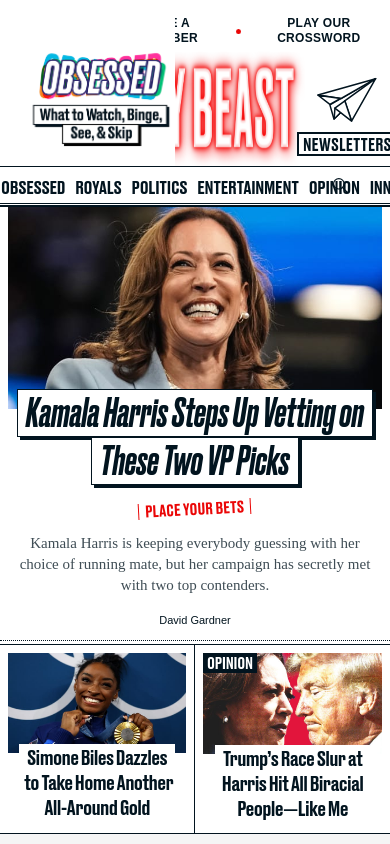 E A
BER
PLAY OUR
CROSSWORD
OBSESSED
What to Watch, Binge,
See, & Skip
Y BEAST
NEWSLETTERS
OBSESSED ROYALS POLITICS ENTERTAINMENT OPINION INN
Kamala Harris Steps Up Vetting on
These Two VP Picks
PLACE YOUR BETS
Kamala Harris is keeping everybody guessing with her
choice of running mate, but her campaign has secretly met
with two top contenders.
David Gardner
Simone Biles Dazzles
to Take Home Another
All-Around Gold
OPINION
Trump’s Race Slur at
Harris Hit All Biracial
People—Like Me